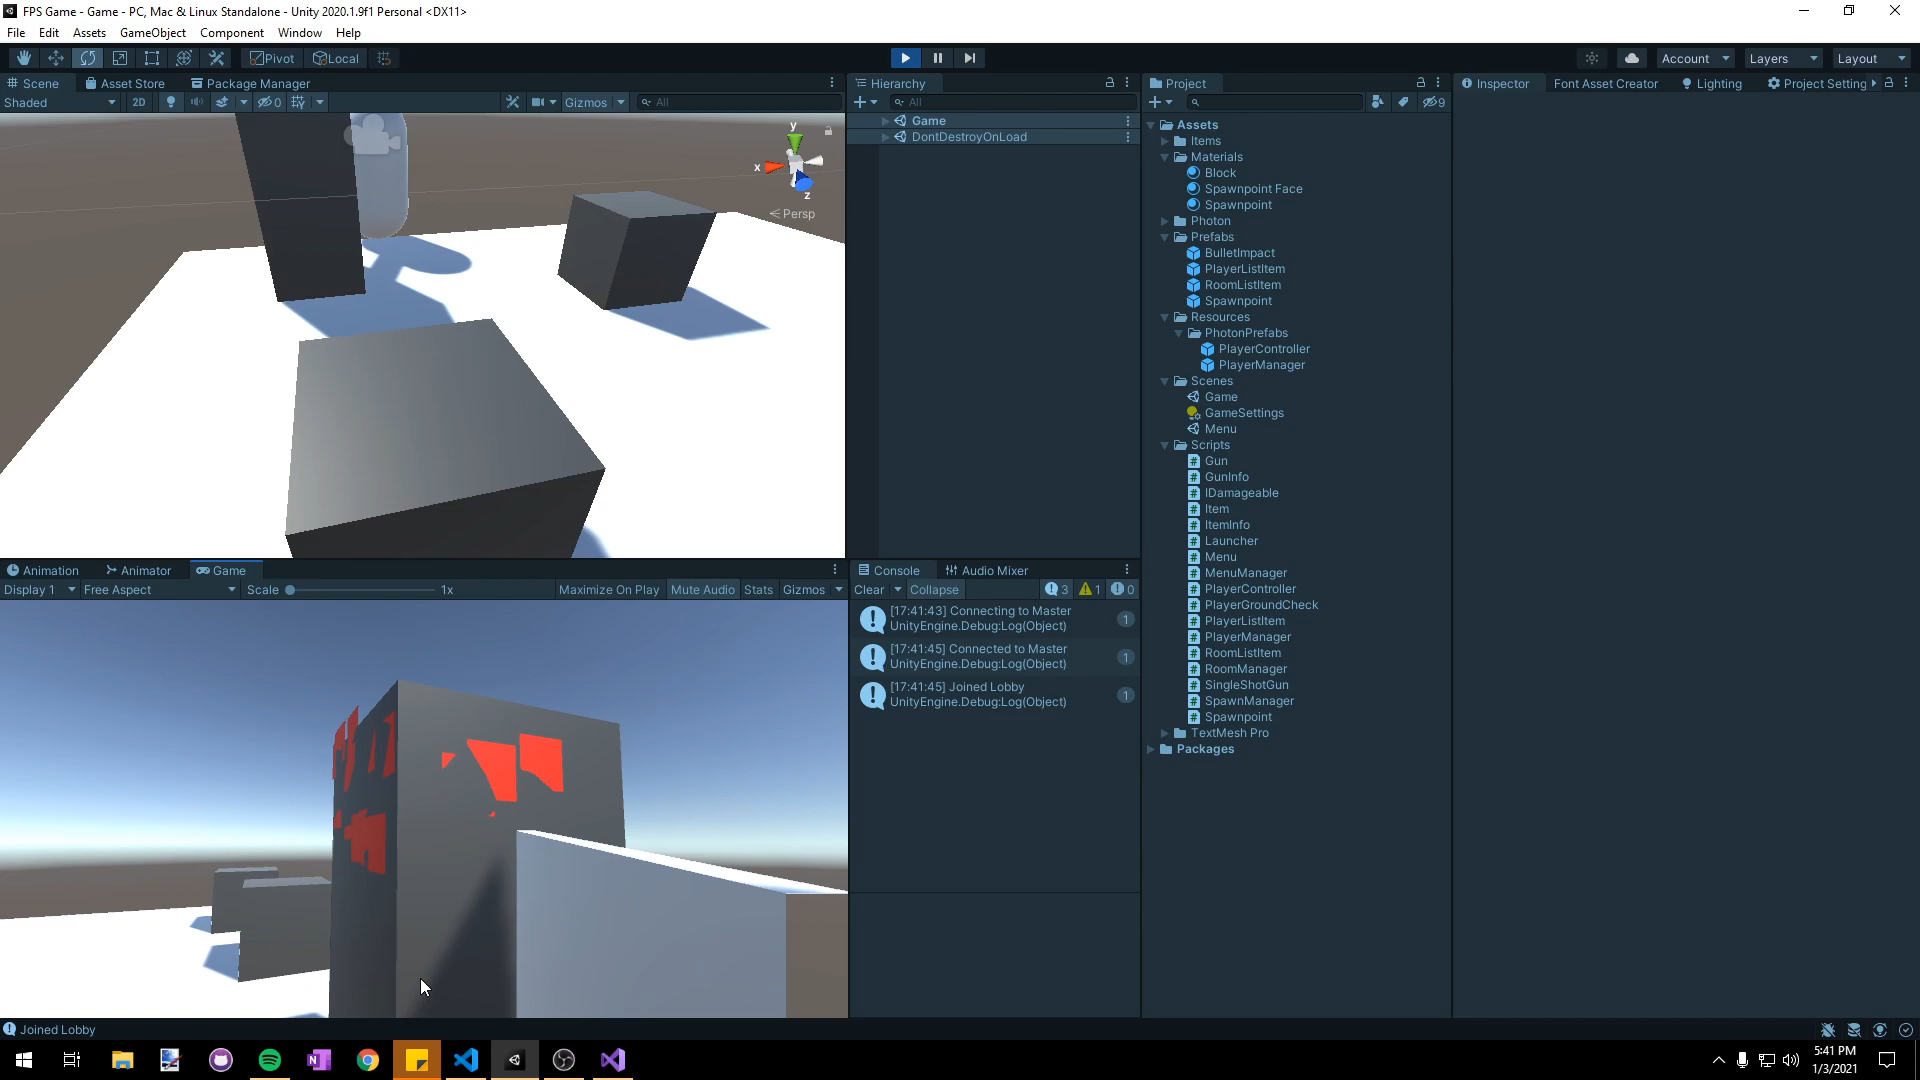 FPS Game - Game - PC, Mac & Linux Standalone - Unity 2020.1.9f1 Personal <DX11>
File Edit Assets GameObject Component Window Help
Pivot Local Account Layers Layout
Scene Asset Store Package Manager
Shaded 2D 0 Gizmos All
y
x
z
Persp
Hierarchy
All
Game
DontDestroyOnLoad
Project
9
Assets
Items
Materials
Block
Spawnpoint Face
Spawnpoint
Photon
Prefabs
BulletImpact
PlayerListItem
RoomListItem
Spawnpoint
Resources
PhotonPrefabs
PlayerController
PlayerManager
Scenes
Game
GameSettings
Menu
Scripts
Gun
GunInfo
IDamageable
Item
ItemInfo
Launcher
Menu
MenuManager
PlayerController
PlayerGroundCheck
PlayerListItem
PlayerManager
RoomListItem
RoomManager
SingleShotGun
SpawnManager
Spawnpoint
TextMesh Pro
Packages
Inspector Font Asset Creator Lighting Project Setting
Animation Animator Game
Display 1 Free Aspect Scale 1x Maximize On Play Mute Audio Stats Gizmos
Console Audio Mixer
Clear Collapse 3 1 0
[17:41:43] Connecting to Master
UnityEngine.Debug:Log(Object)
1
[17:41:45] Connected to Master
UnityEngine.Debug:Log(Object)
1
[17:41:45] Joined Lobby
UnityEngine.Debug:Log(Object)
1
Joined Lobby
5:41 PM
1/3/2021